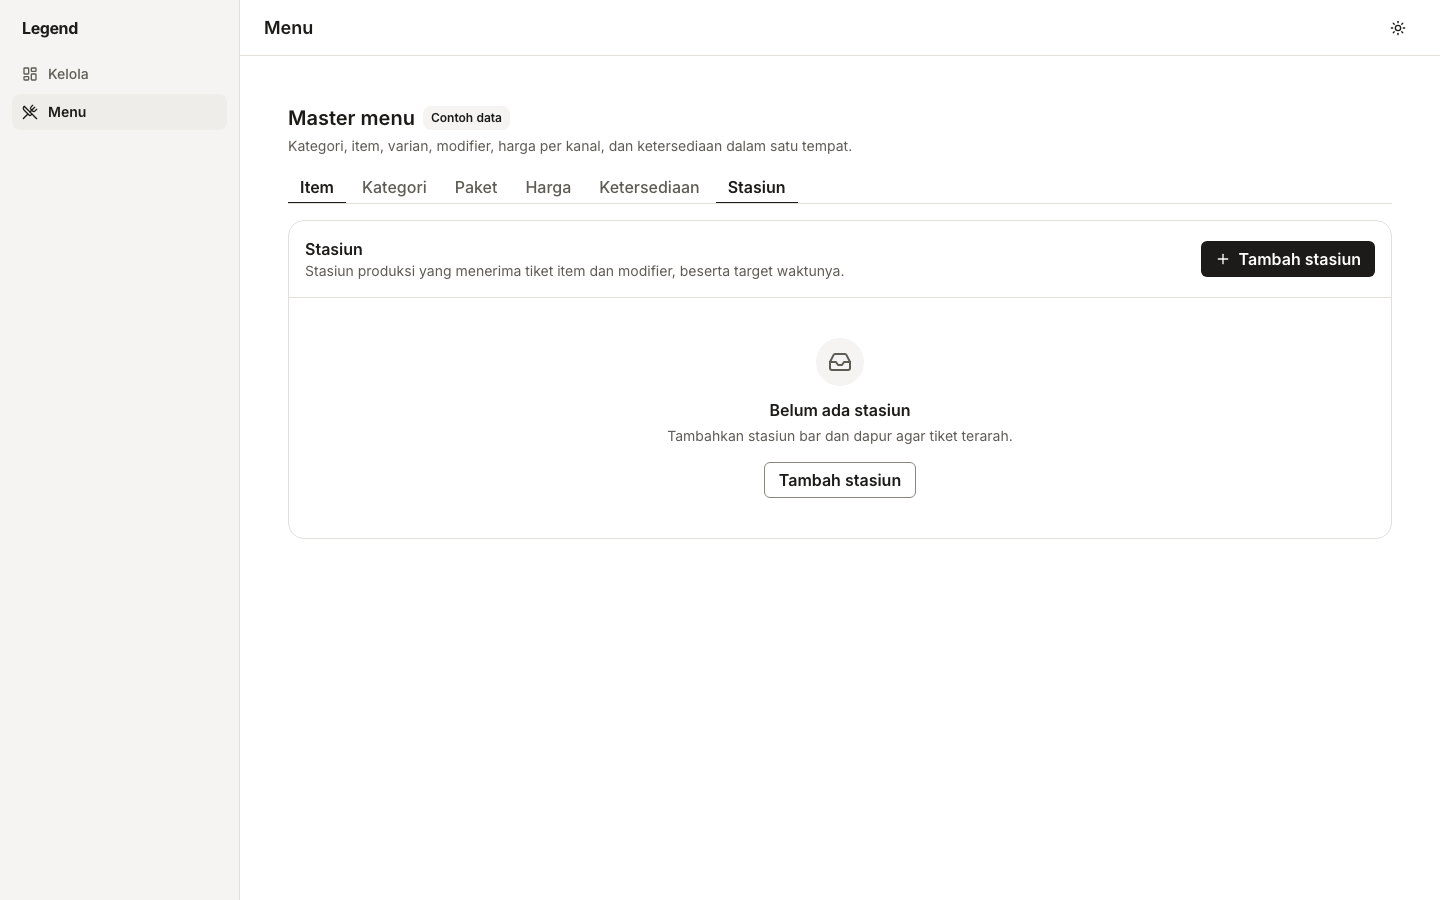 Legend
Kelola
Menu
Menu
Master menu Contoh data
Kategori, item, varian, modifier, harga per kanal, dan ketersediaan dalam satu tempat.
Item Kategori Paket Harga Ketersediaan Stasiun
Stasiun
Stasiun produksi yang menerima tiket item dan modifier, beserta target waktunya.
+ Tambah stasiun
Belum ada stasiun
Tambahkan stasiun bar dan dapur agar tiket terarah.
Tambah stasiun